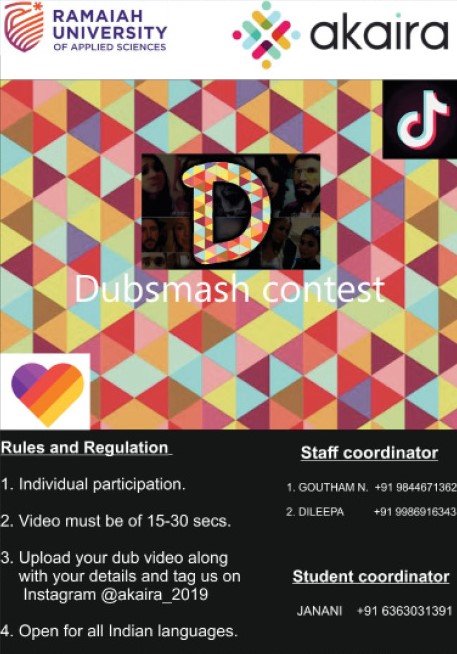 RAMAIAH
UNIVERSITY
OF APPLIED SCIENCES
akaira
D
Dubsmash contest
Rules and Regulation
1. Individual participation.
2. Video must be of 15-30 secs.
3. Upload your dub video along
with your details and tag us on
Instagram @akaira_2019
4. Open for all Indian languages.
Staff coordinator
1. GOUTHAM N. +91 9844671362
2. DILEEPA +91 9986916343
Student coordinator
JANANI +91 6363031391